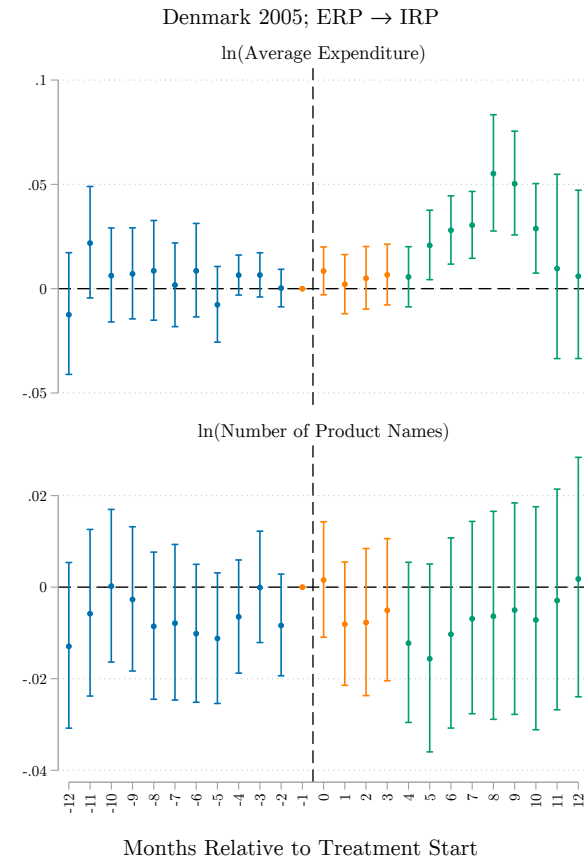 Denmark 2005; ERP → IRP
ln(Average Expenditure)
.1
.05
0
-.05
ln(Number of Product Names)
.02
0
-.02
-.04
-12 -11 -10 -9 -8 -7 -6 -5 -4 -3 -2 -1 0 1 2 3 4 5 6 7 8 9 10 11 12
Months Relative to Treatment Start